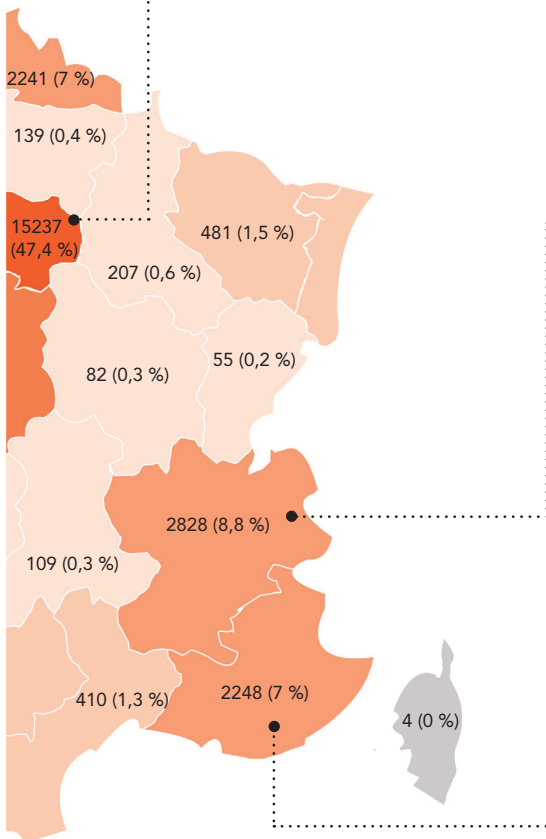 2241 (7 %)
139 (0,4 %)
15237
(47,4 %)
481 (1,5 %)
207 (0,6 %)
55 (0,2 %)
82 (0,3 %)
2828 (8,8 %)
109 (0,3 %)
410 (1,3 %)
2248 (7 %)
4 (0 %)